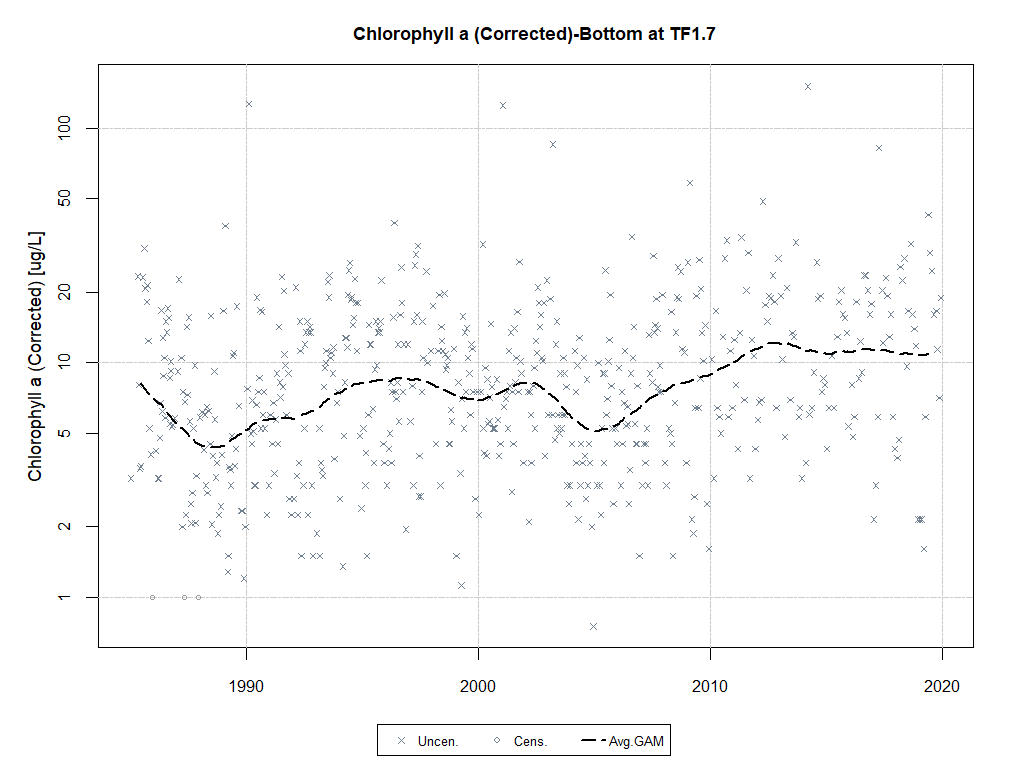 Chlorophyll a (Corrected)-Bottom at TF1.7
Chlorophyll a (Corrected) [ug/L]
100
50
20
10
5
2
1
1990 2000 2010 2020
Uncen. Cens. Avg.GAM